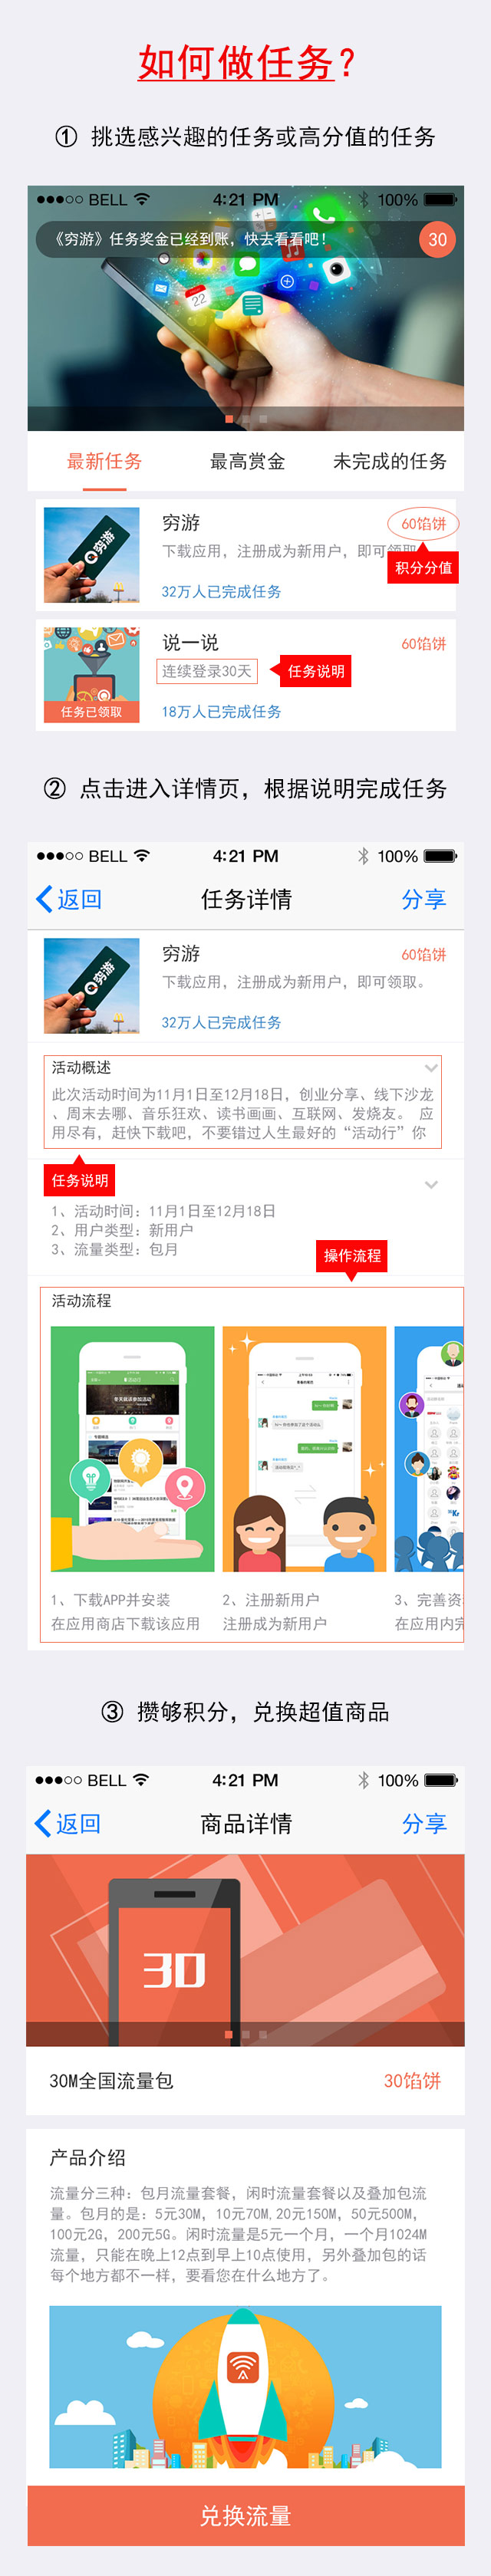 如何做任务？
① 挑选感兴趣的任务或高分值的任务
BELL 4:21 PM 100%
《穷游》任务奖金已经到账，快去看看吧！ 30
22
最新任务 最高赏金 未完成的任务
穷游 60馅饼
下载应用，注册成为新用户，即可领取
积分分值
32万人已完成任务
穷游
说一说 60馅饼
连续登录30天 任务说明
任务已领取 18万人已完成任务
② 点击进入详情页，根据说明完成任务
BELL 4:21 PM 100%
返回 任务详情 分享
穷游 60馅饼
下载应用，注册成为新用户，即可领取。
32万人已完成任务
穷游
活动概述
此次活动时间为11月1日至12月18日，创业分享、线下沙龙
、周末去哪、音乐狂欢、读书画画、互联网、发烧友。 应
用尽有，赶快下载吧，不要错过人生最好的“活动行”你
任务说明
1、活动时间：11月1日至12月18日
2、用户类型：新用户
3、流量类型：包月
操作流程
活动流程
冬天就该参加活动
1、下载APP并安装 2、注册新用户 3、完善资
在应用商店下载该应用 注册成为新用户 在应用内完
③ 攒够积分，兑换超值商品
BELL 4:21 PM 100%
返回 商品详情 分享
30
30M全国流量包 30馅饼
产品介绍
流量分三种：包月流量套餐，闲时流量套餐以及叠加包流
量。包月的是：5元30M，10元70M,20元150M，50元500M，
100元2G，200元5G。闲时流量是5元一个月，一个月1024M
流量，只能在晚上12点到早上10点使用，另外叠加包的话
每个地方都不一样，要看您在什么地方了。
兑换流量